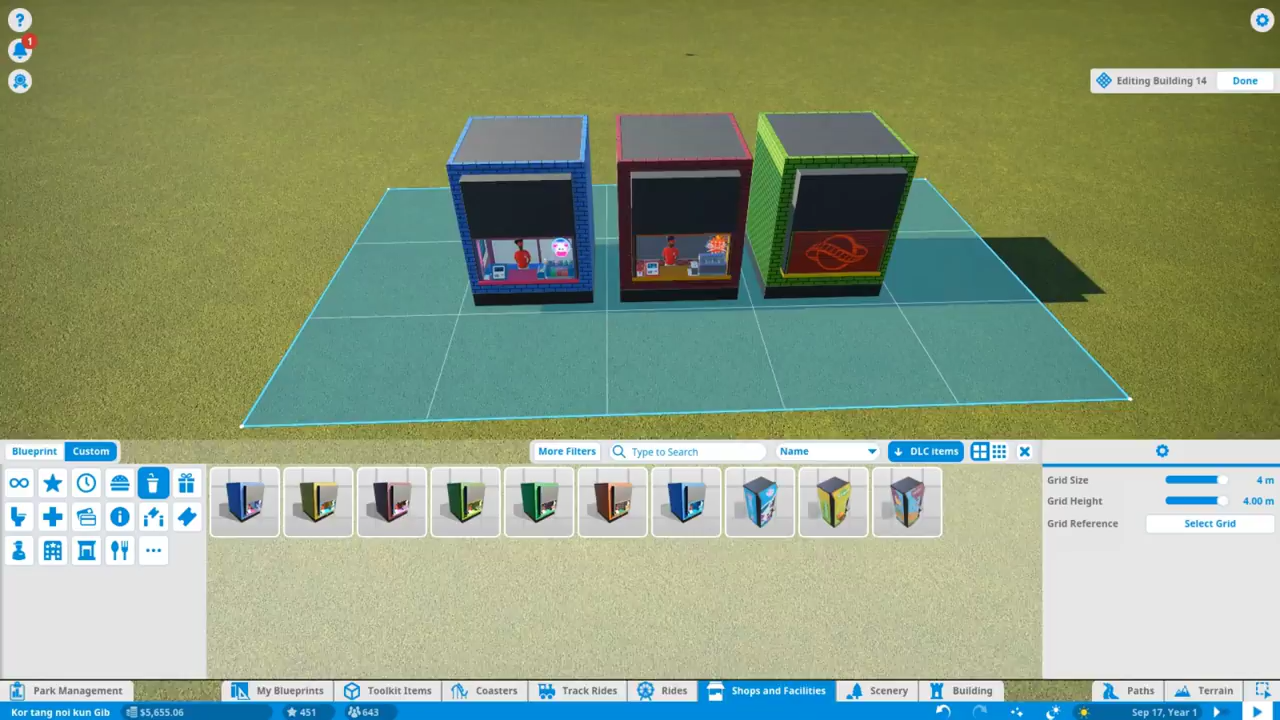 ?
1
Editing Building 14
Done
Blueprint
Custom
More Filters
Type to Search
Name
DLC items
Grid Size
4 m
Grid Height
4.00 m
Grid Reference
Select Grid
Park Management
My Blueprints
Toolkit Items
Coasters
Track Rides
Rides
Shops and Facilities
Scenery
Building
Paths
Terrain
Kor tang noi kun Gib
$5,655.06
451
643
Sep 17, Year 1